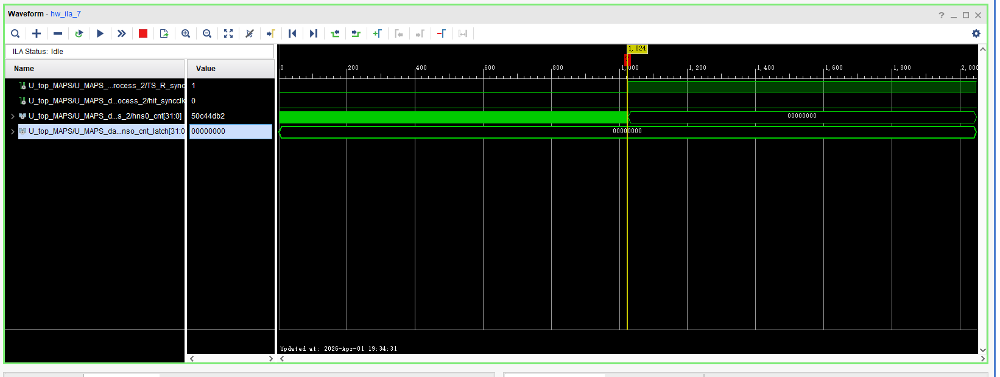 Waveform - hw_ila_7
ILA Status: Idle
Name Value
U_top_MAPS/U_MAPS_...rocess_2/TS_R_sync 1
U_top_MAPS/U_MAPS_d...ocess_2/hit_syncclk 0
U_top_MAPS/U_MAPS_d...s_2/hns0_cnt[31:0] 50c44db2
U_top_MAPS/U_MAPS_da...nso_cnt_latch[31:0 00000000
1,024
0 200 400 600 800 1,000 1,200 1,400 1,600 1,800 2,000
00000000
00000000
Updated at: 2026-Apr-01 19:34:31